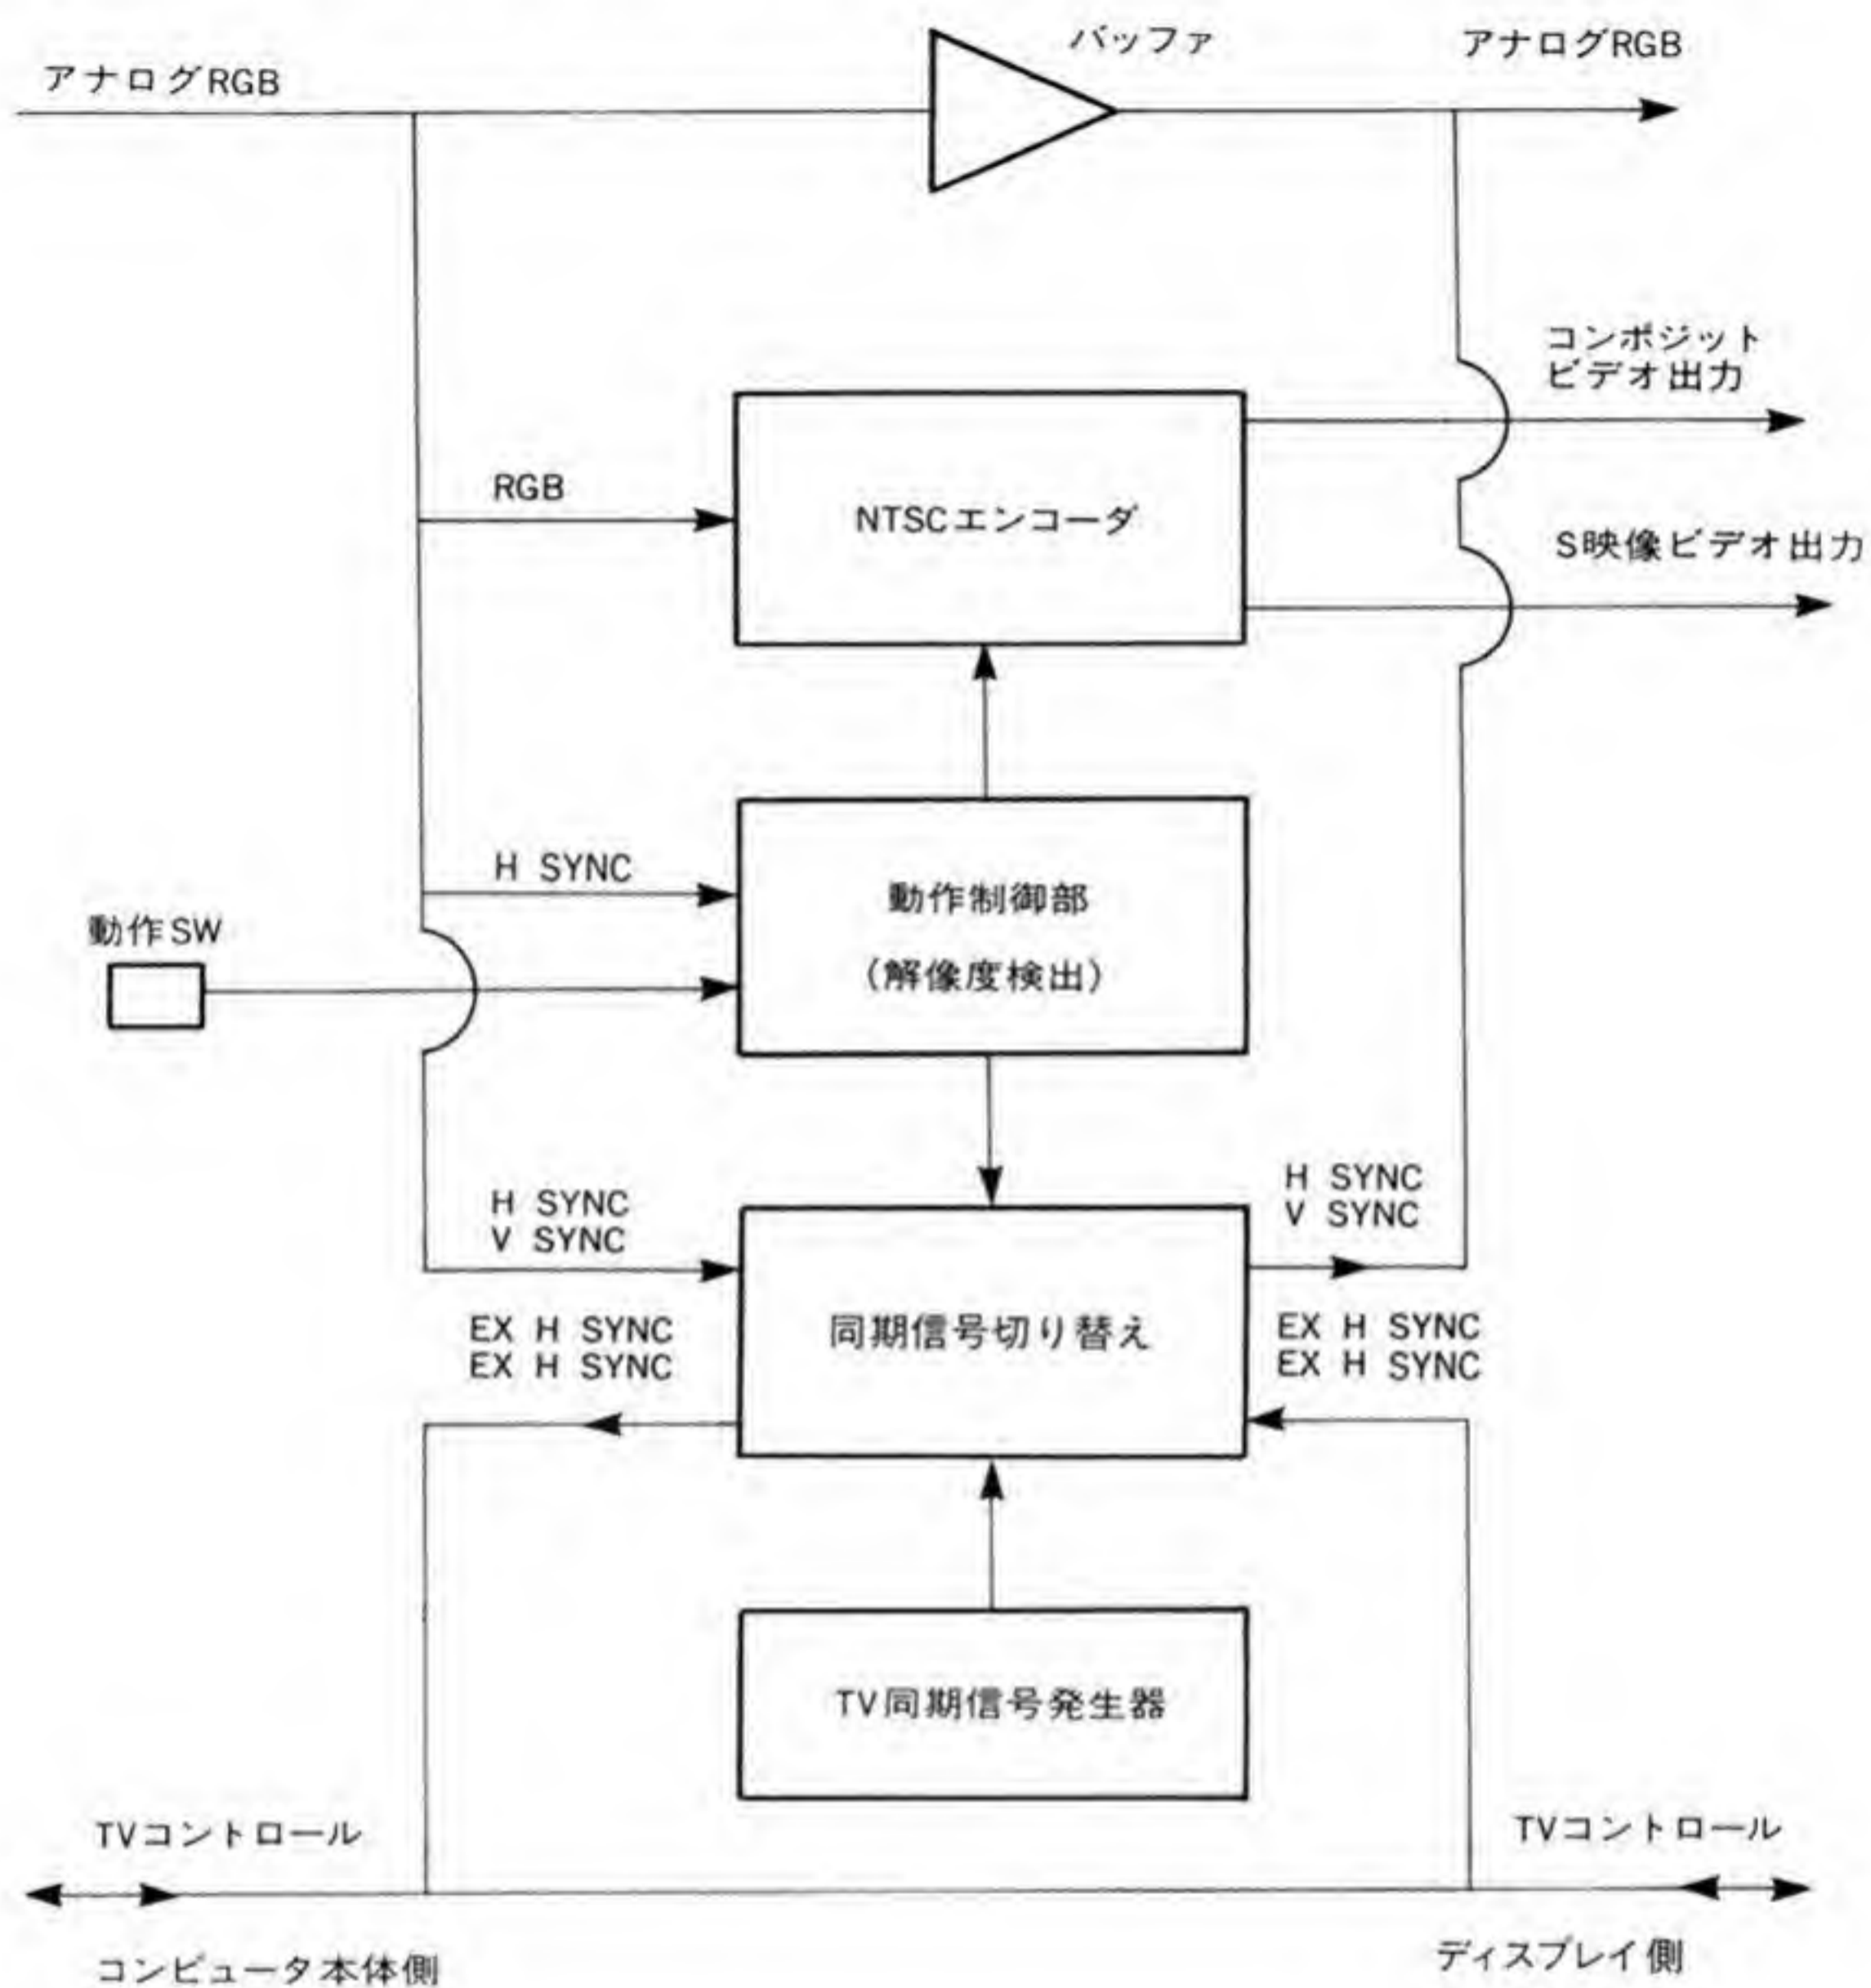 バッファ
アナログRGB
アナログRGB
コンポジット
ビデオ出力
RGB
NTSCエンコーダ
S映像ビデオ出力
H SYNC
動作制御部
(解像度検出)
動作SW
H SYNC
V SYNC
H SYNC
V SYNC
EX H SYNC
EX H SYNC
同期信号切り替え
EX H SYNC
EX H SYNC
TV同期信号発生器
TVコントロール
TVコントロール
コンピュータ本体側
ディスプレイ側